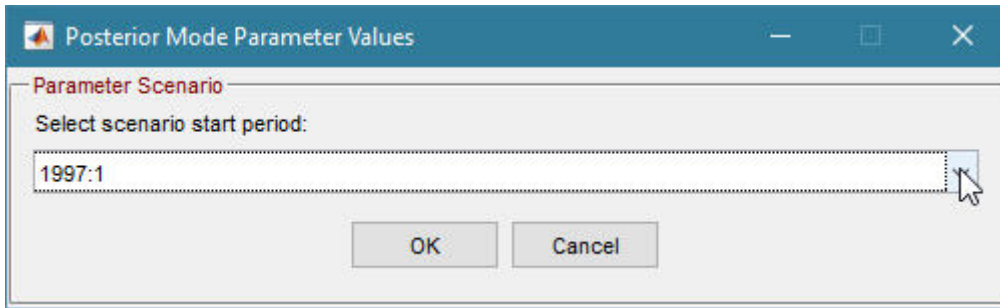 Posterior Mode Parameter Values
Parameter Scenario
Select scenario start period:
1997:1
OK Cancel